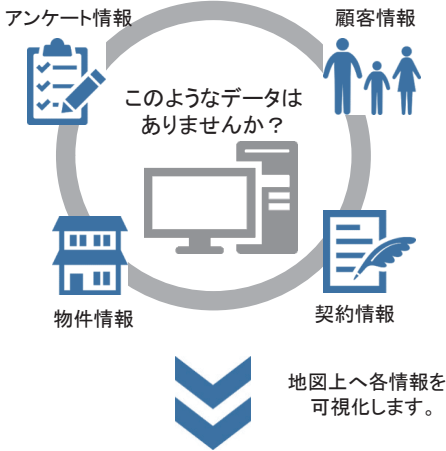 アンケート情報
顧客情報
このようなデータは
ありませんか？
物件情報
契約情報
地図上へ各情報を
可視化します。